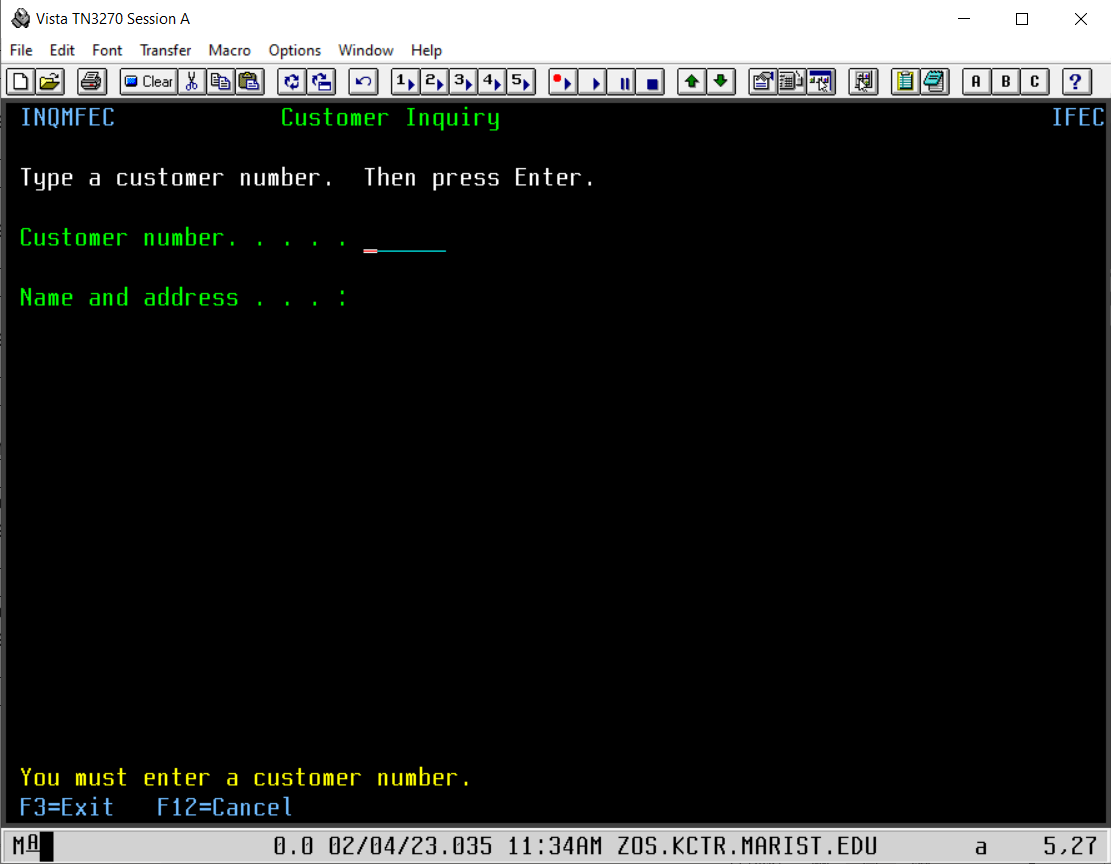 Vista TN3270 Session A
File Edit Font Transfer Macro Options Window Help
Clear 1 2 3 4 5 A B C ?
INQMFEC Customer Inquiry IFEC
Type a customer number.  Then press Enter.
Customer number. . . . .
Name and address . . . :
You must enter a customer number.
F3=Exit   F12=Cancel
MA 0.0 02/04/23.035 11:34AM ZOS.KCTR.MARIST.EDU a 5,27